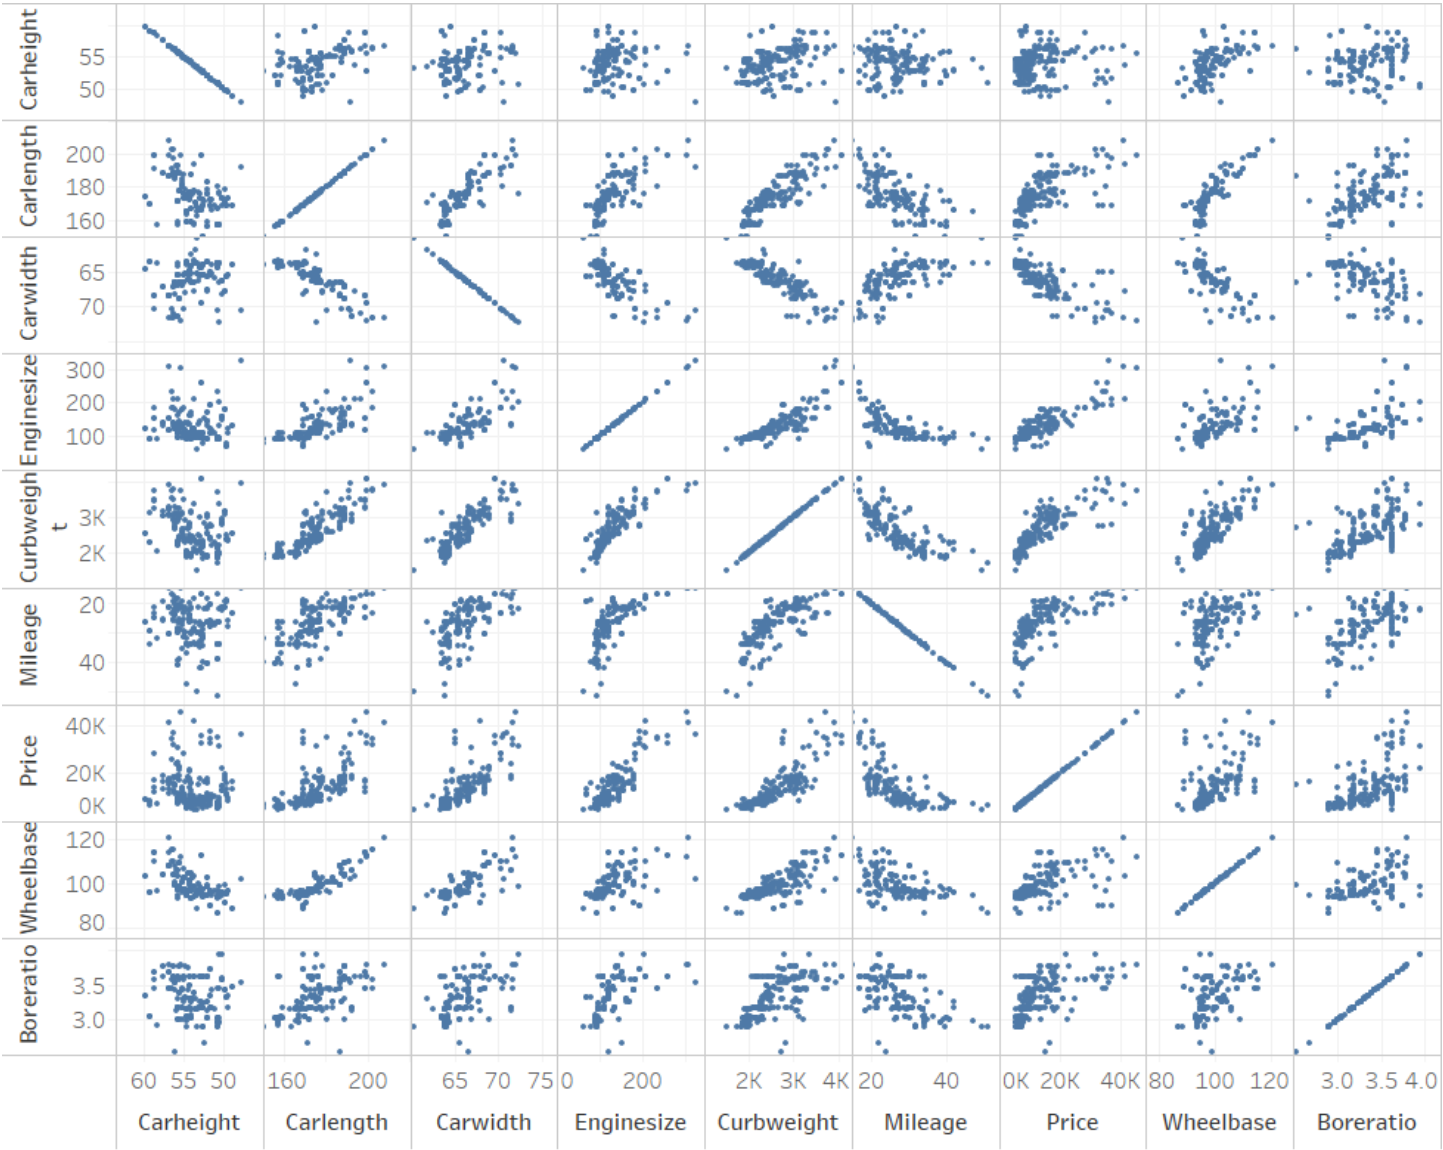 Carheight
55
50
Carlength
200
180
160
Carwidth
65
70
Enginesize
300
200
100
Curbweigh
t
3K
2K
Mileage
20
40
Price
40K
20K
0K
Wheelbase
120
100
80
Boreratio
3.5
3.0
60 55 50 160 200 65 70 75 0 200 2K 3K 4K 20 40 0K 20K 40K 80 100 120 3.0 3.5 4.0
Carheight Carlength Carwidth Enginesize Curbweight Mileage Price Wheelbase Boreratio